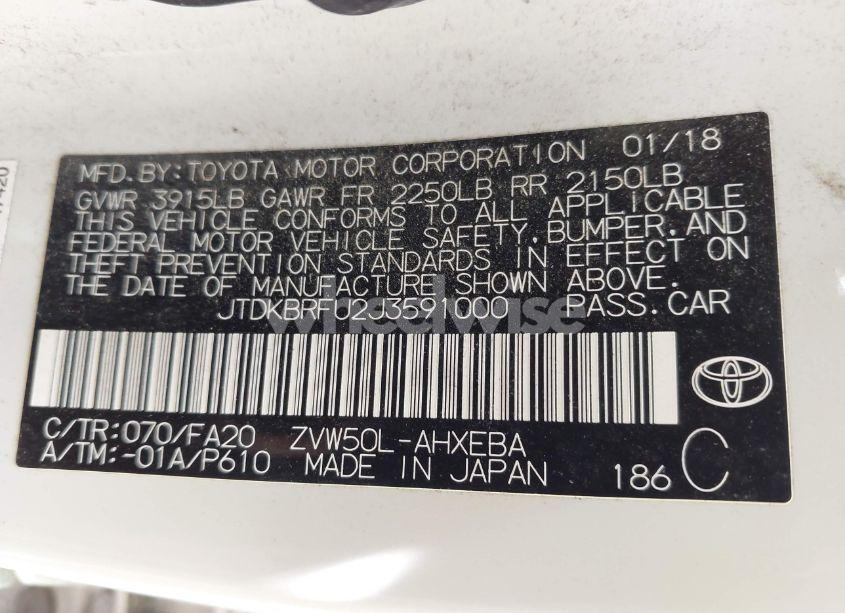 MFD. BY: TOYOTA MOTOR CORPORATION 01/18
GVWR 3915LB GAWR FR 2250LB RR 2150LB
THIS VEHICLE CONFORMS TO ALL APPLICABLE
FEDERAL MOTOR VEHICLE SAFETY, BUMPER, AND
THEFT PREVENTION STANDARDS IN EFFECT ON
THE DATE OF MANUFACTURE SHOWN ABOVE.
JTDKBRFU2J3591000 PASS. CAR
wheelwise
C/TR: 070/FA20 ZVW50L-AHXEBA
A/TM: -01A/P610 MADE IN JAPAN 186 C